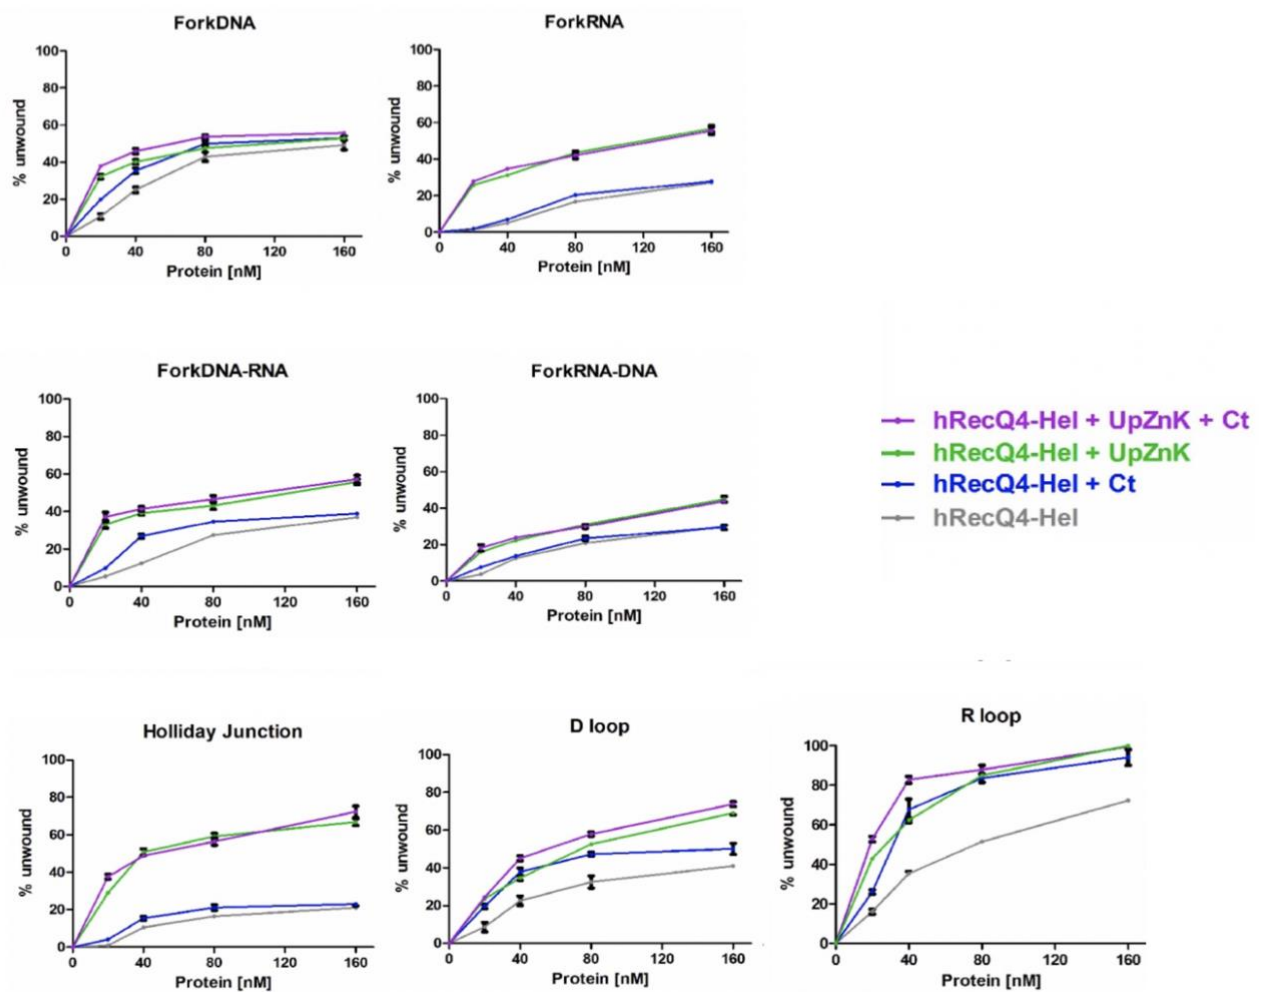 ForkDNA
100
80
60
40
20
0
% unwound
0 40 80 120 160
Protein [nM]
ForkRNA
100
80
60
40
20
0
% unwound
0 40 80 120 160
Protein [nM]
ForkDNA-RNA
100
80
60
40
20
0
% unwound
0 40 80 120 160
Protein [nM]
ForkRNA-DNA
100
80
60
40
20
0
% unwound
0 40 80 120 160
Protein [nM]
hRecQ4-Hel + UpZnK + Ct
hRecQ4-Hel + UpZnK
hRecQ4-Hel + Ct
hRecQ4-Hel
Holliday Junction
100
80
60
40
20
0
% unwound
0 40 80 120 160
Protein [nM]
D loop
100
80
60
40
20
0
% unwound
0 40 80 120 160
Protein [nM]
R loop
100
80
60
40
20
0
% unwound
0 40 80 120 160
Protein [nM]